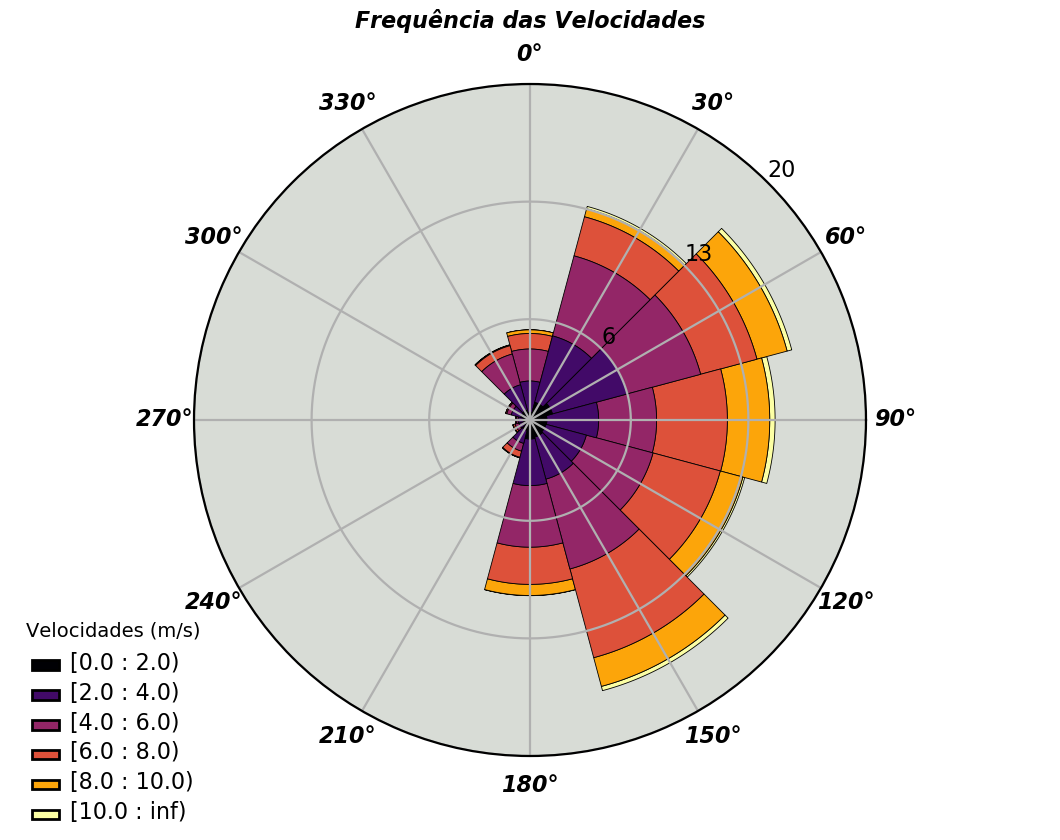 Frequência das Velocidades
0°
330°
30°
20
300°
60°
13
6
270°
90°
240°
120°
Velocidades (m/s)
[0.0 : 2.0)
[2.0 : 4.0)
[4.0 : 6.0)
210°
150°
[6.0 : 8.0)
180°
[8.0 : 10.0)
[10.0 : inf)